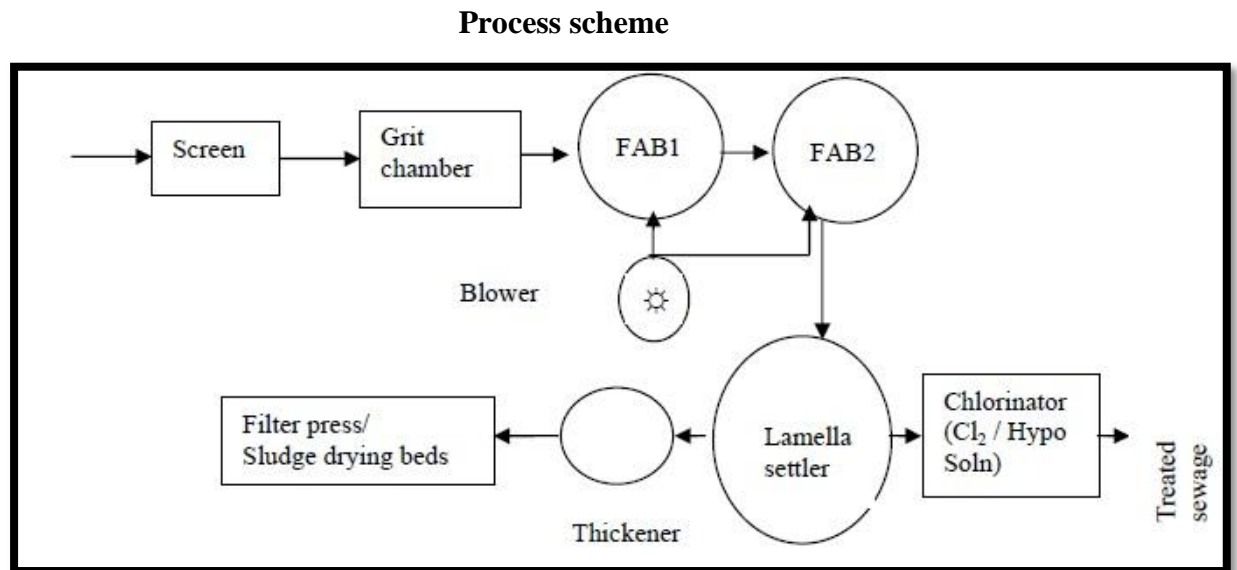 Process scheme
Screen
Grit
chamber
FAB1
FAB2
Blower
Filter press/
Sludge drying beds
Thickener
Lamella
settler
Chlorinator
(Cl₂ / Hypo
Soln)
Treated
sewage